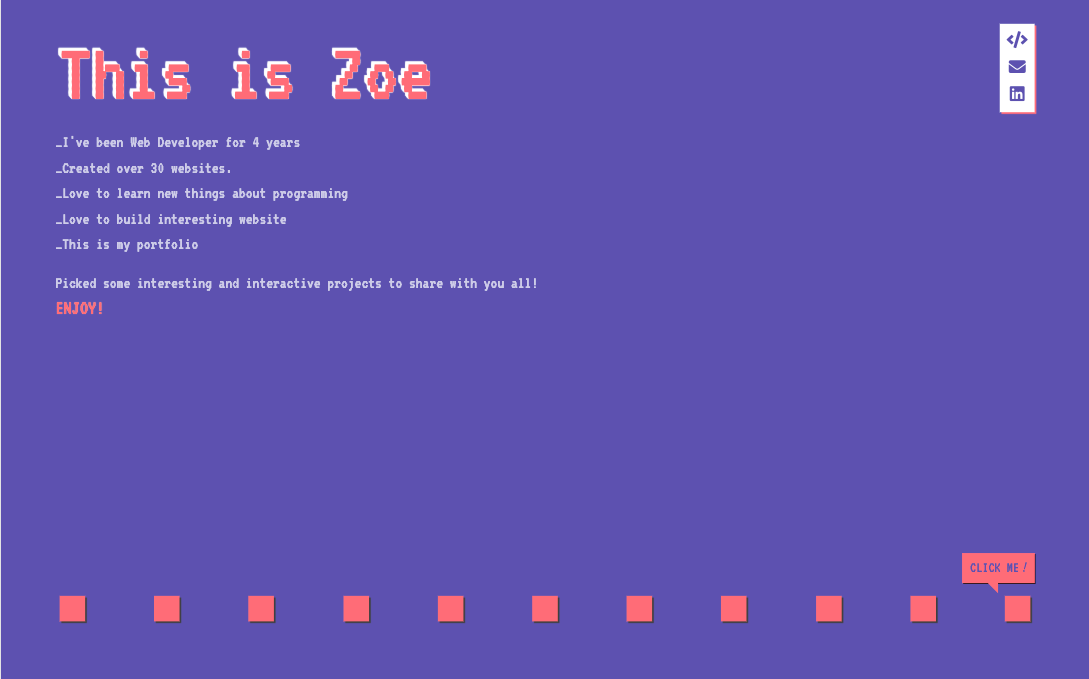 This is Zoe
_I've been Web Developer for 4 years
_Created over 30 websites.
_Love to learn new things about programming
_Love to build interesting website
_This is my portfolio
Picked some interesting and interactive projects to share with you all!
ENJOY!
CLICK ME!